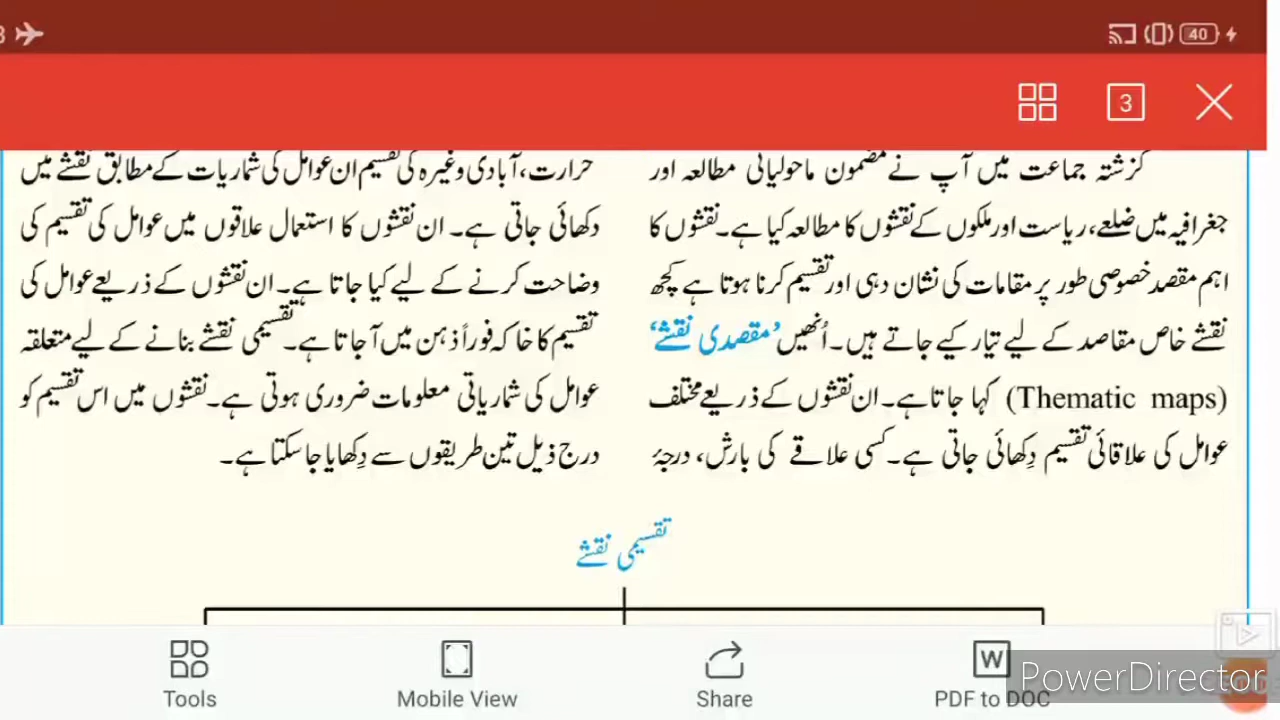 3
40
3
گزشتہ جماعت میں آپ نے مضمون ماحولیاتی مطالعہ اور
جغرافیہ میں ضلعے، ریاست اور ملکوں کے نقشوں کا مطالعہ کیا ہے۔ نقشوں کا
اہم مقصد خصوصی طور پر مقامات کی نشان دہی اور تقسیم کرنا ہوتا ہے کچھ
نقشے خاص مقاصد کے لیے تیار کیے جاتے ہیں۔ اُنھیں ’مقصدی نقشے‘
(Thematic maps) کہا جاتا ہے۔ ان نقشوں کے ذریعے مختلف
عوامل کی علاقائی تقسیم دِکھائی جاتی ہے۔ کسی علاقے کی بارش، درجۂ
حرارت، آبادی وغیرہ کی تقسیم ان عوامل کی شماریات کے مطابق نقشے میں
دکھائی جاتی ہے۔ ان نقشوں کا استعمال علاقوں میں عوامل کی تقسیم کی
وضاحت کرنے کے لیے کیا جاتا ہے۔ ان نقشوں کے ذریعے عوامل کی
تقسیم کا خاکہ فوراً ذہن میں آجاتا ہے۔ تقسیمی نقشے بنانے کے لیے متعلقہ
عوامل کی شماریاتی معلومات ضروری ہوتی ہے۔ نقشوں میں اس تقسیم کو
درج ذیل تین طریقوں سے دِکھایا جاسکتا ہے۔
تقسیمی نقشے
Tools
Mobile View
Share
W
PDF to DOC
PowerDirector